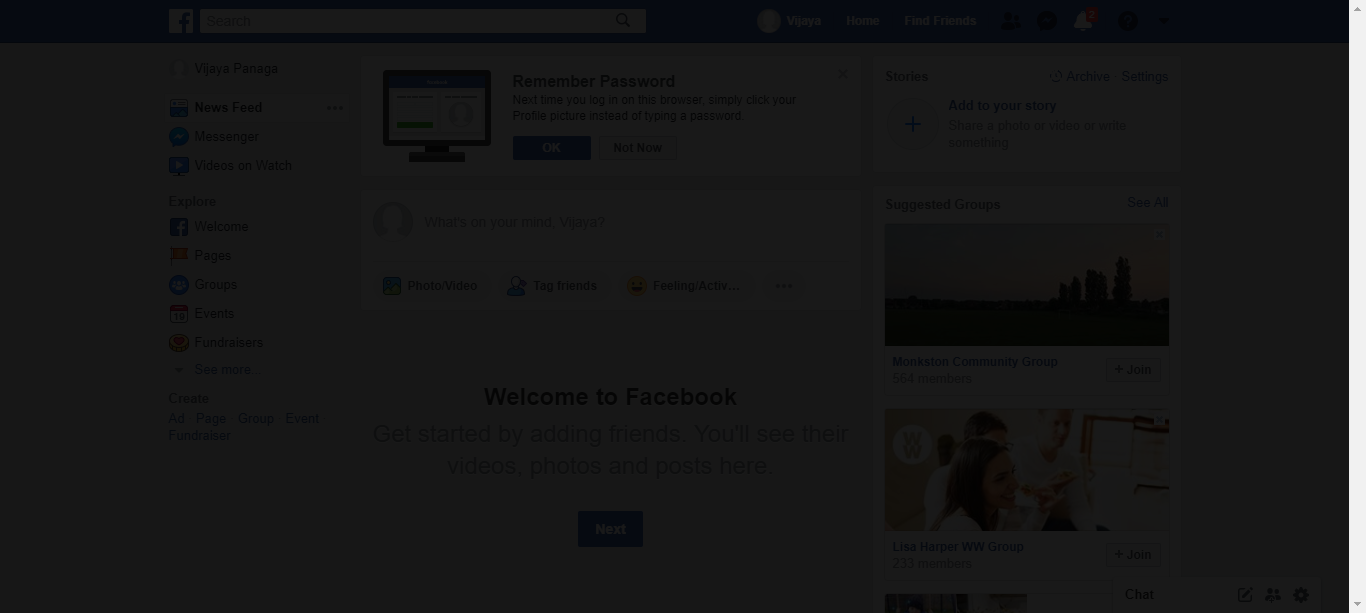 Search
Vijaya
Home
Find Friends
2
Vijaya Panaga
News Feed
Messenger
Videos on Watch
Explore
Welcome
Pages
Groups
Events
Fundraisers
See more...
Create
Ad Page Group Event
Fundraiser
Remember Password
Next time you log in on this browser, simply click your
Profile picture instead of typing a password.
OK
Not Now
What's on your mind, Vijaya?
Photo/Video
Tag friends
Feeling/Activ...
Welcome to Facebook
Get started by adding friends. You'll see their
videos, photos and posts here.
Next
Stories
Archive · Settings
Add to your story
Share a photo or video or write
something
Suggested Groups
See All
Monkston Community Group
564 members
+ Join
W
Lisa Harper WW Group
233 members
+ Join
Chat